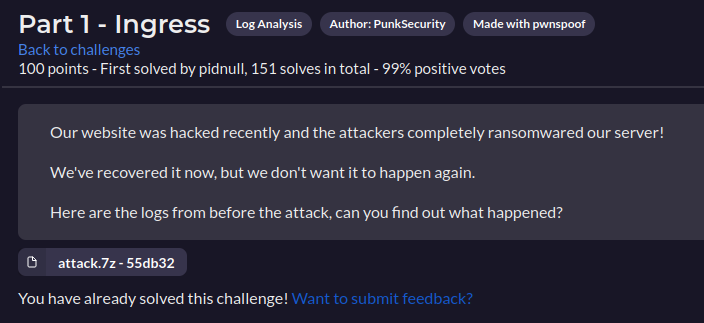 Part 1 - Ingress Log Analysis Author: PunkSecurity Made with pwnspoof
Back to challenges
100 points - First solved by pidnull, 151 solves in total - 99% positive votes
Our website was hacked recently and the attackers completely ransomwared our server!
We've recovered it now, but we don't want it to happen again.
Here are the logs from before the attack, can you find out what happened?
attack.7z - 55db32
You have already solved this challenge! Want to submit feedback?